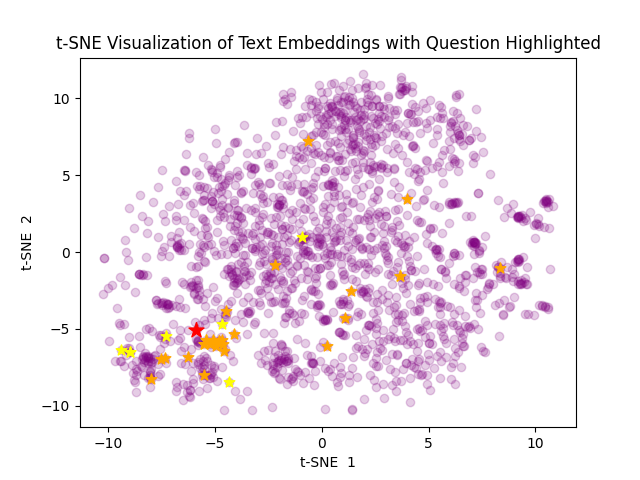 t-SNE Visualization of Text Embeddings with Question Highlighted
10
5
0
−5
−10
t-SNE 2
−10 −5 0 5 10
t-SNE 1